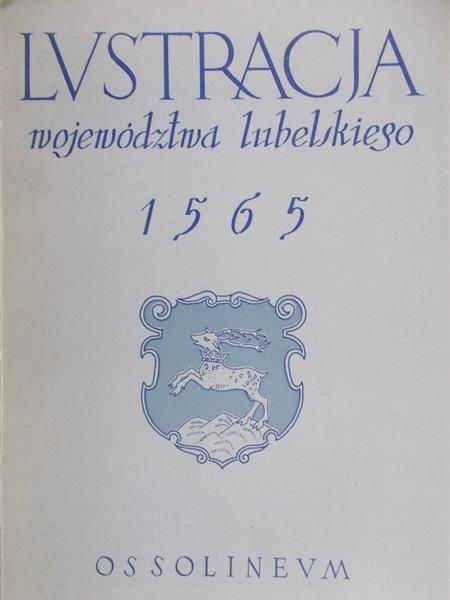 LVSTRACJA
województwa lubelskiego
1565
OSSOLINEVM